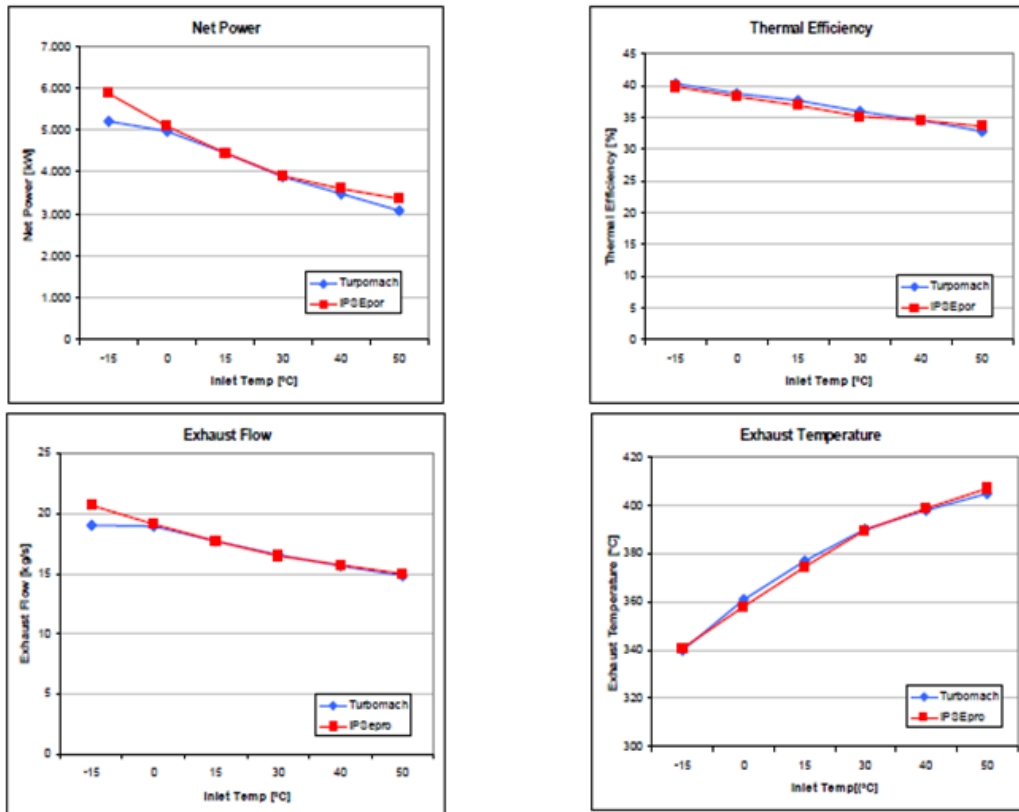 Net Power
7.000
6.000
5.000
4.000
3.000
2.000
1.000
0
Net Power [kW]
-15 0 15 30 40 50
Inlet Temp [ºC]
Turpomach
IPSEpor
Thermal Efficiency
45
40
35
30
25
20
15
10
5
0
Thermal Efficiency [%]
-15 0 15 30 40 50
Inlet Temp [ºC]
Turpomach
IPSEpor
Exhaust Flow
25
20
15
10
5
0
Exhaust Flow [kg/s]
-15 0 15 30 40 50
Inlet Temp [ºC]
Turbomach
IPSepro
Exhaust Temperature
420
400
380
360
340
320
300
Exhaust Temperature [ºC]
-15 0 15 30 40 50
Inlet Temp[(ºC]
Turbomach
IPSEpro